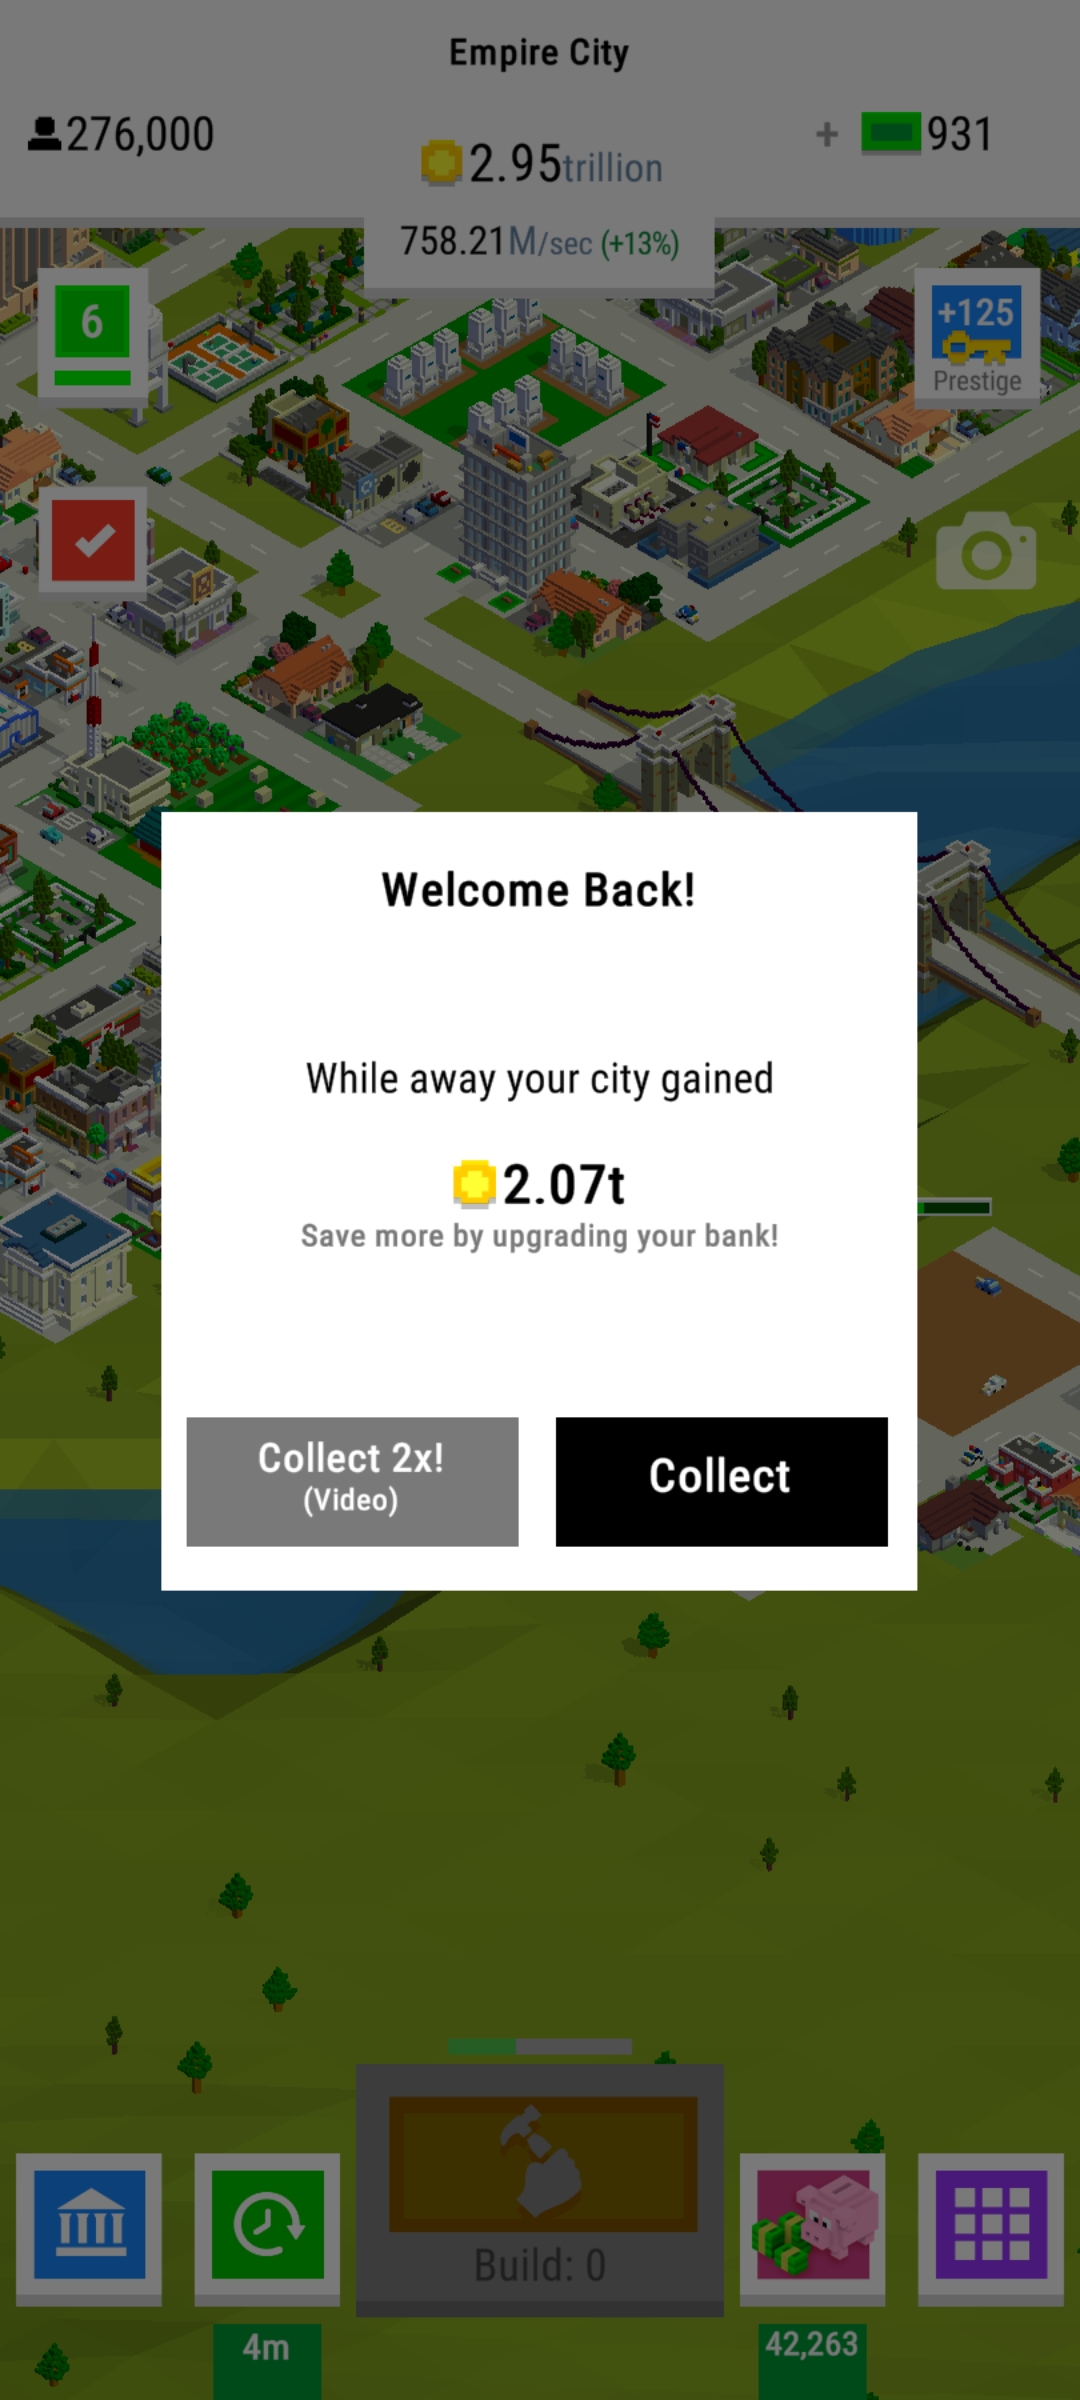 Empire City
276,000
2.95trillion
+ 931
758.21M/sec (+13%)
6
+125
Prestige
Welcome Back!
While away your city gained
2.07t
Save more by upgrading your bank!
Collect 2x!
(Video)
Collect
Build: 0
4m
42,263